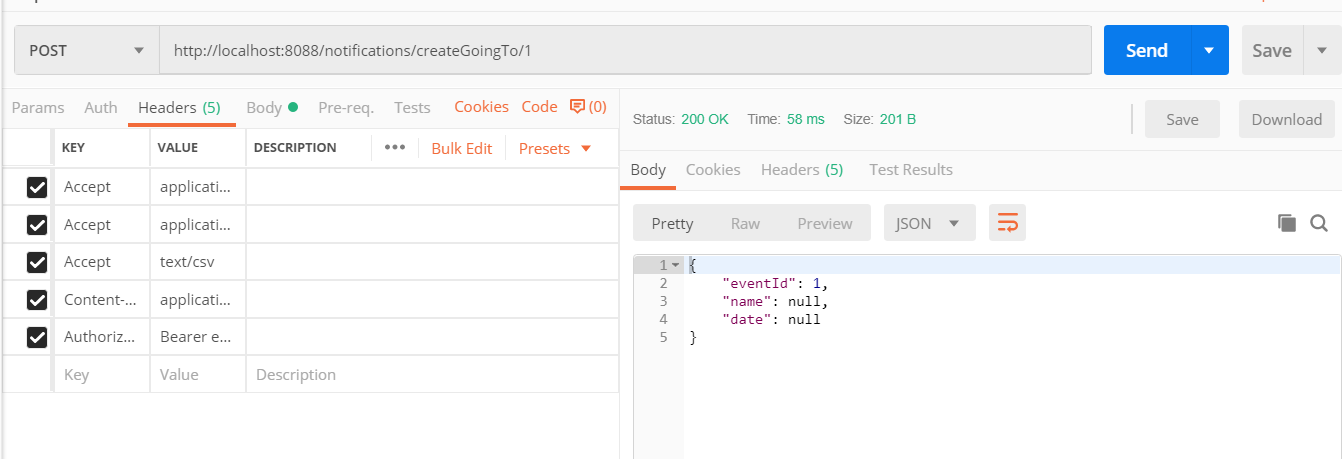 POST http://localhost:8088/notifications/createGoingTo/1 Send Save
Params Auth Headers (5) Body Pre-req. Tests Cookies Code (0)
KEY VALUE DESCRIPTION ••• Bulk Edit Presets
Accept applicati...
Accept applicati...
Accept text/csv
Content-... applicati...
Authoriz... Bearer e...
Key Value Description
Status: 200 OK Time: 58 ms Size: 201 B Save Download
Body Cookies Headers (5) Test Results
Pretty Raw Preview JSON
1 {
2 "eventId": 1,
3 "name": null,
4 "date": null
5 }